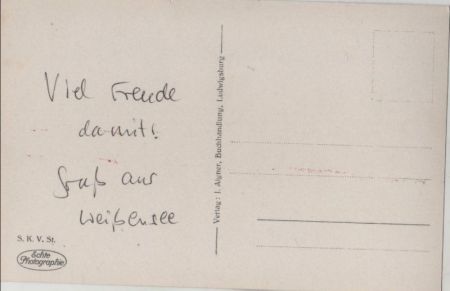 Viel Freude
damit!
Gruß aus
Weißensee
S. K. V. St.
Echte
Photographie
Verlag: I. Aigner, Buchhandlung, Ludwigsburg